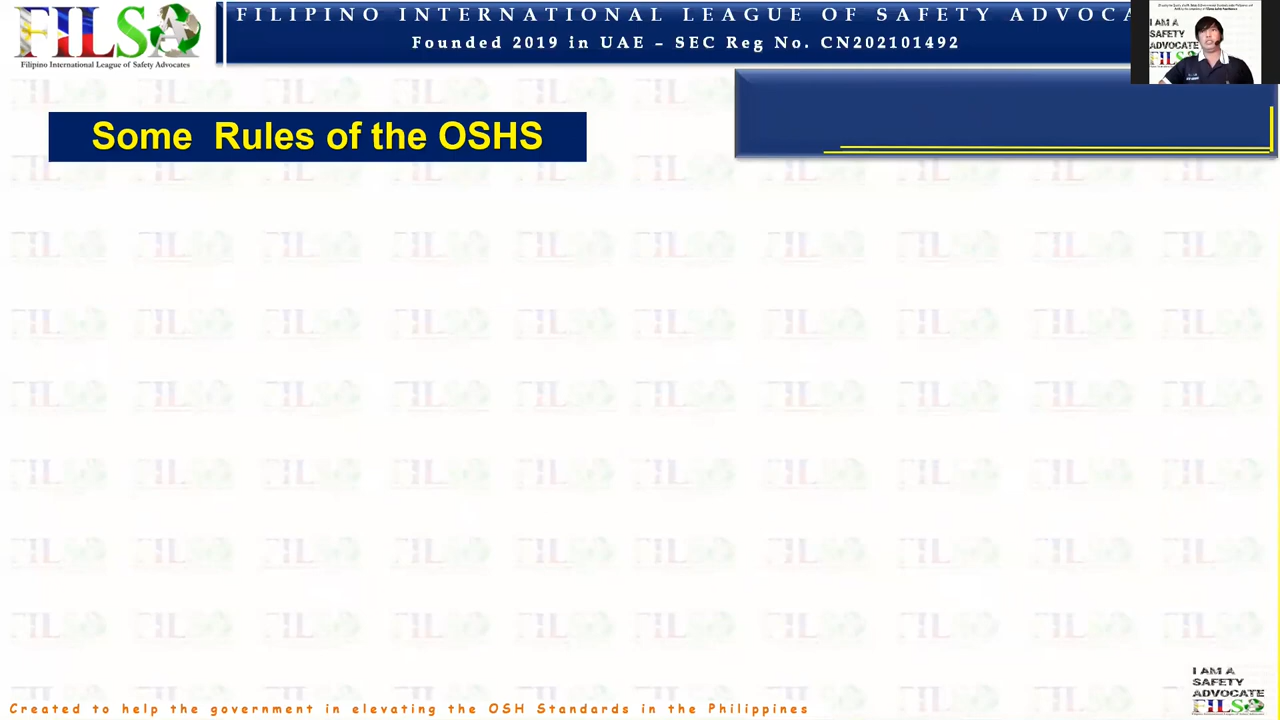 FILSA
Filipino International League of Safety Advocates
FILIPINO INTERNATIONAL LEAGUE OF SAFETY ADVOCA
Founded 2019 in UAE – SEC Reg No. CN202101492
I AM A
SAFETY
ADVOCATE
Some Rules of the OSHS
I AM A
SAFETY
ADVOCATE
FILSA
Created to help the government in elevating the OSH Standards in the Philippines